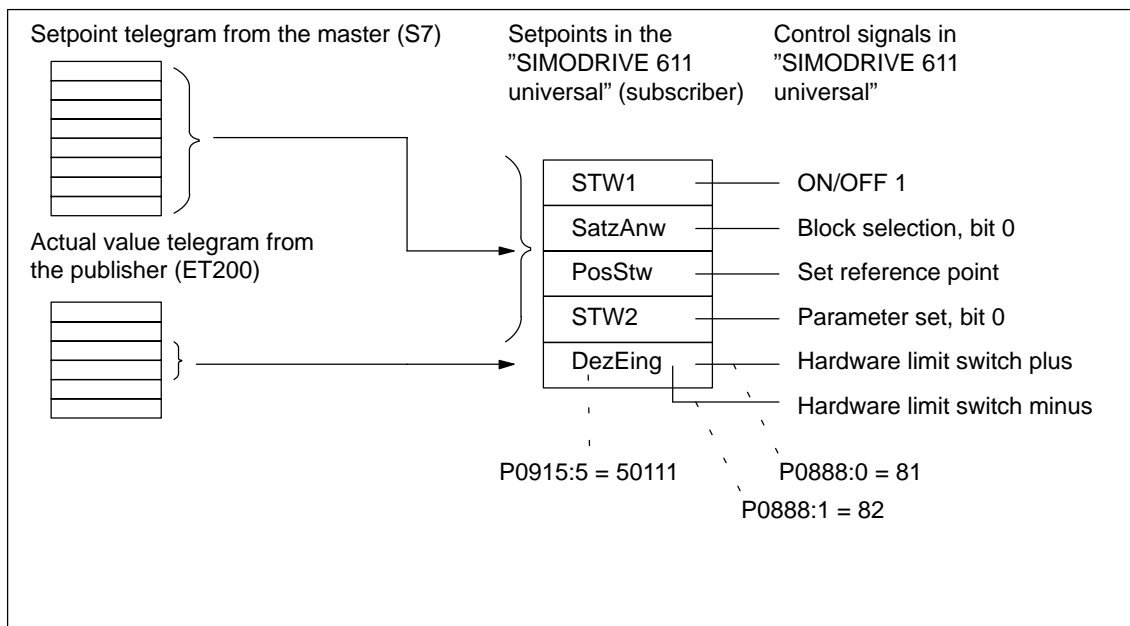 Setpoint telegram from the master (S7)
Setpoints in the
”SIMODRIVE 611
universal” (subscriber)
Control signals in
”SIMODRIVE 611
universal”
Actual value telegram from
the publisher (ET200)
STW1
ON/OFF 1
SatzAnw
Block selection, bit 0
PosStw
Set reference point
STW2
Parameter set, bit 0
DezEing
Hardware limit switch plus
Hardware limit switch minus
P0915:5 = 50111
P0888:0 = 81
P0888:1 = 82